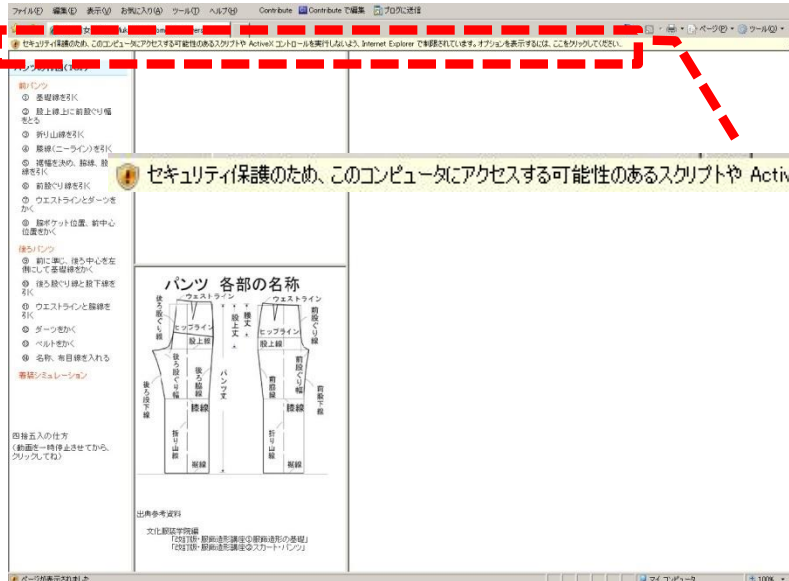 ファイル(F) 編集(E) 表示(V) お気に入り(A) ツール(T) ヘルプ(H) Contribute Contribute で編集 ブログに送信
ページ(P) ツール(O)
セキュリティ保護のため、このコンピュータにアクセスする可能性のあるスクリプトや ActiveX コントロールを実行しないよう、Internet Explorer で制限されています。オプションを表示するには、ここをクリックしてください。
前パンツ
① 基礎線を引く
② 股上線上に前股ぐり幅
をとる
③ 折り山線を引く
④ 膝線(ニーライン)を引く
⑤ 裾幅を決め、脇線、股
線を引く
⑥ 前股ぐり線を引く
⑦ ウエストラインとダーツを
かく
⑧ 脇ポケット位置、前中心
位置をかく
後ろパンツ
⑨ 前に準じ、後ろ中心を左
側にして基礎線をかく
⑩ 後ろ股ぐり線と股下線を
引く
⑪ ウエストラインと脇線を
引く
⑫ ダーツをかく
⑬ ベルトをかく
⑭ 名称、布目線を入れる
着装シミュレーション
四捨五入の仕方
(動画を一時停止させてから、
クリックしてね)
セキュリティ保護のため、このコンピュータにアクセスする可能性のあるスクリプトや Activ
パンツ 各部の名称
ウエストライン
ウエストライン
後ろ股ぐり線
ヒップライン
股上線
股上丈
腰丈
ヒップライン
股上線
前股ぐり線
後ろ股ぐり幅
後ろ脇線
パンツ丈
前脇線
前股ぐり幅
後ろ股下線
膝線
膝線
前股下線
折り山線
折り山線
裾線
裾線
出典参考資料
文化服装学院編
「改訂版・服飾造形講座①服飾造形の基礎」
「改訂版・服飾造形講座②スカート・パンツ」
ページが表示されました
マイ コンピュータ
100%